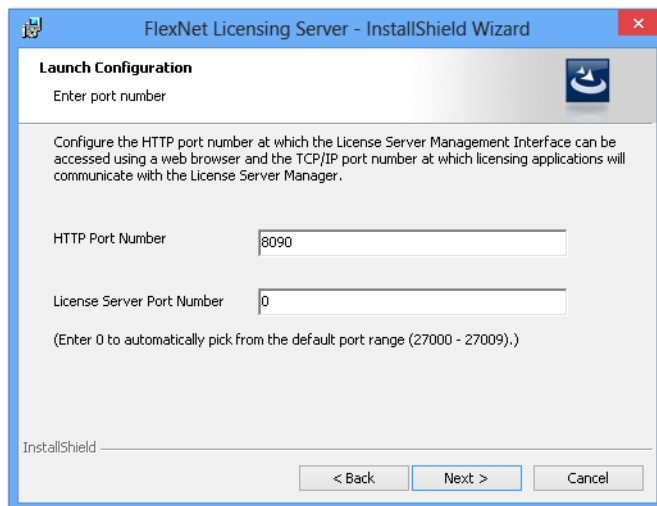 FlexNet Licensing Server - InstallShield Wizard
Launch Configuration
Enter port number
Configure the HTTP port number at which the License Server Management Interface can be
accessed using a web browser and the TCP/IP port number at which licensing applications will
communicate with the License Server Manager.
HTTP Port Number
8090
License Server Port Number
0
(Enter 0 to automatically pick from the default port range (27000 - 27009).)
InstallShield
< Back
Next >
Cancel